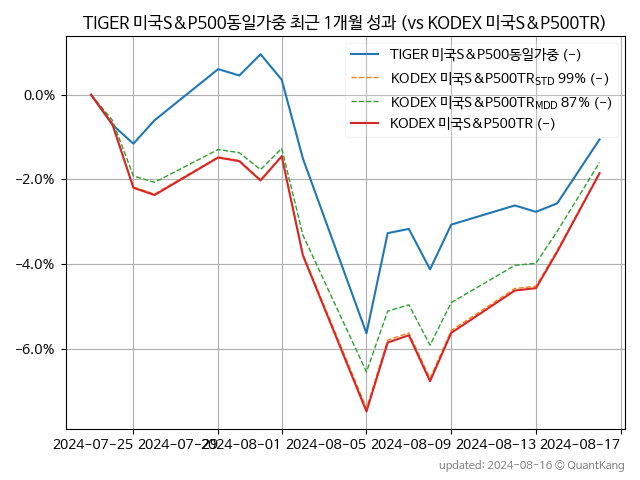 TIGER 미국S&P500동일가중 최근 1개월 성과 (vs KODEX 미국S&P500TR)
TIGER 미국S&P500동일가중 (-)
KODEX 미국S&P500TRSTD 99% (-)
KODEX 미국S&P500TRMDD 87% (-)
KODEX 미국S&P500TR (-)
0.0%
-2.0%
-4.0%
-6.0%
2024-07-25 2024-07-29 2024-08-01 2024-08-05 2024-08-09 2024-08-13 2024-08-17
updated: 2024-08-16 © QuantKang